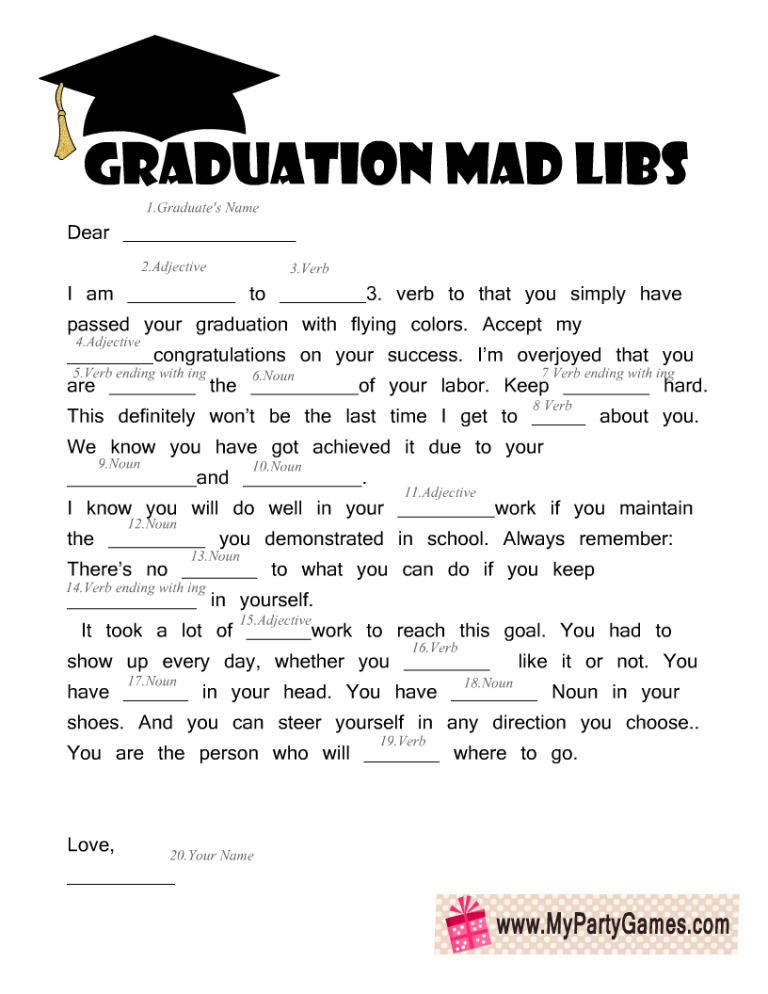 GRADUATION MAD LIBS
1.Graduate's Name
Dear ________________
2.Adjective 3.Verb
I am __________ to ________3. verb to that you simply have
passed your graduation with flying colors. Accept my
4.Adjective
________congratulations on your success. I'm overjoyed that you
5.Verb ending with ing 6.Noun 7 Verb ending with ing
are ________ the __________of your labor. Keep ________ hard.
8 Verb
This definitely won't be the last time I get to _____ about you.
We know you have got achieved it due to your
9.Noun 10.Noun
____________and ___________.
11.Adjective
I know you will do well in your _________work if you maintain
12.Noun
the _________ you demonstrated in school. Always remember:
13.Noun
There's no _______ to what you can do if you keep
14.Verb ending with ing
____________ in yourself.
15.Adjective
It took a lot of ______work to reach this goal. You had to
16.Verb
show up every day, whether you ________ like it or not. You
17.Noun 18.Noun
have ______ in your head. You have ________ Noun in your
shoes. And you can steer yourself in any direction you choose..
19.Verb
You are the person who will _______ where to go.
Love,
20.Your Name
__________
www.MyPartyGames.com